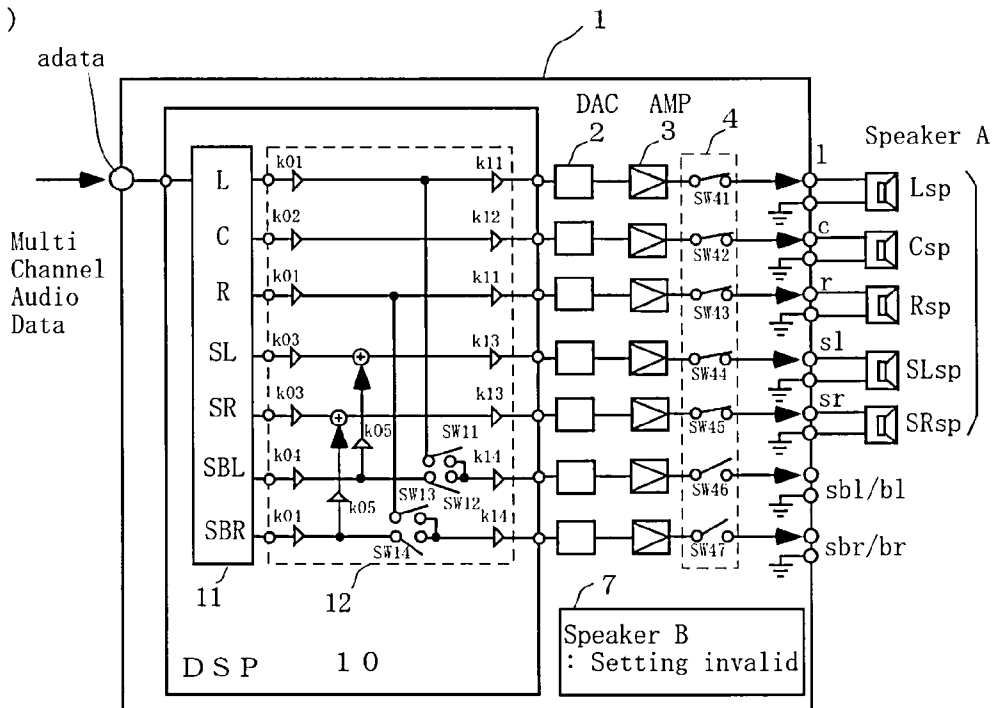 )
1
adata
DAC
2
AMP
3
4
Speaker A
L k01 k11 SW41 l Lsp
C k02 k12 SW42 c Csp
R k01 k11 SW43 r Rsp
SL k03 k13 SW44 sl SLsp
SR k03 k13 SW45 sr SRsp
k05
SW11
SBL k04 k14 SW46 sbl/bl
k05
SW13 SW12
SBR k01 k14 SW47 sbr/br
SW14
Multi
Channel
Audio
Data
11
12
7
Speaker B
: Setting invalid
DSP 10